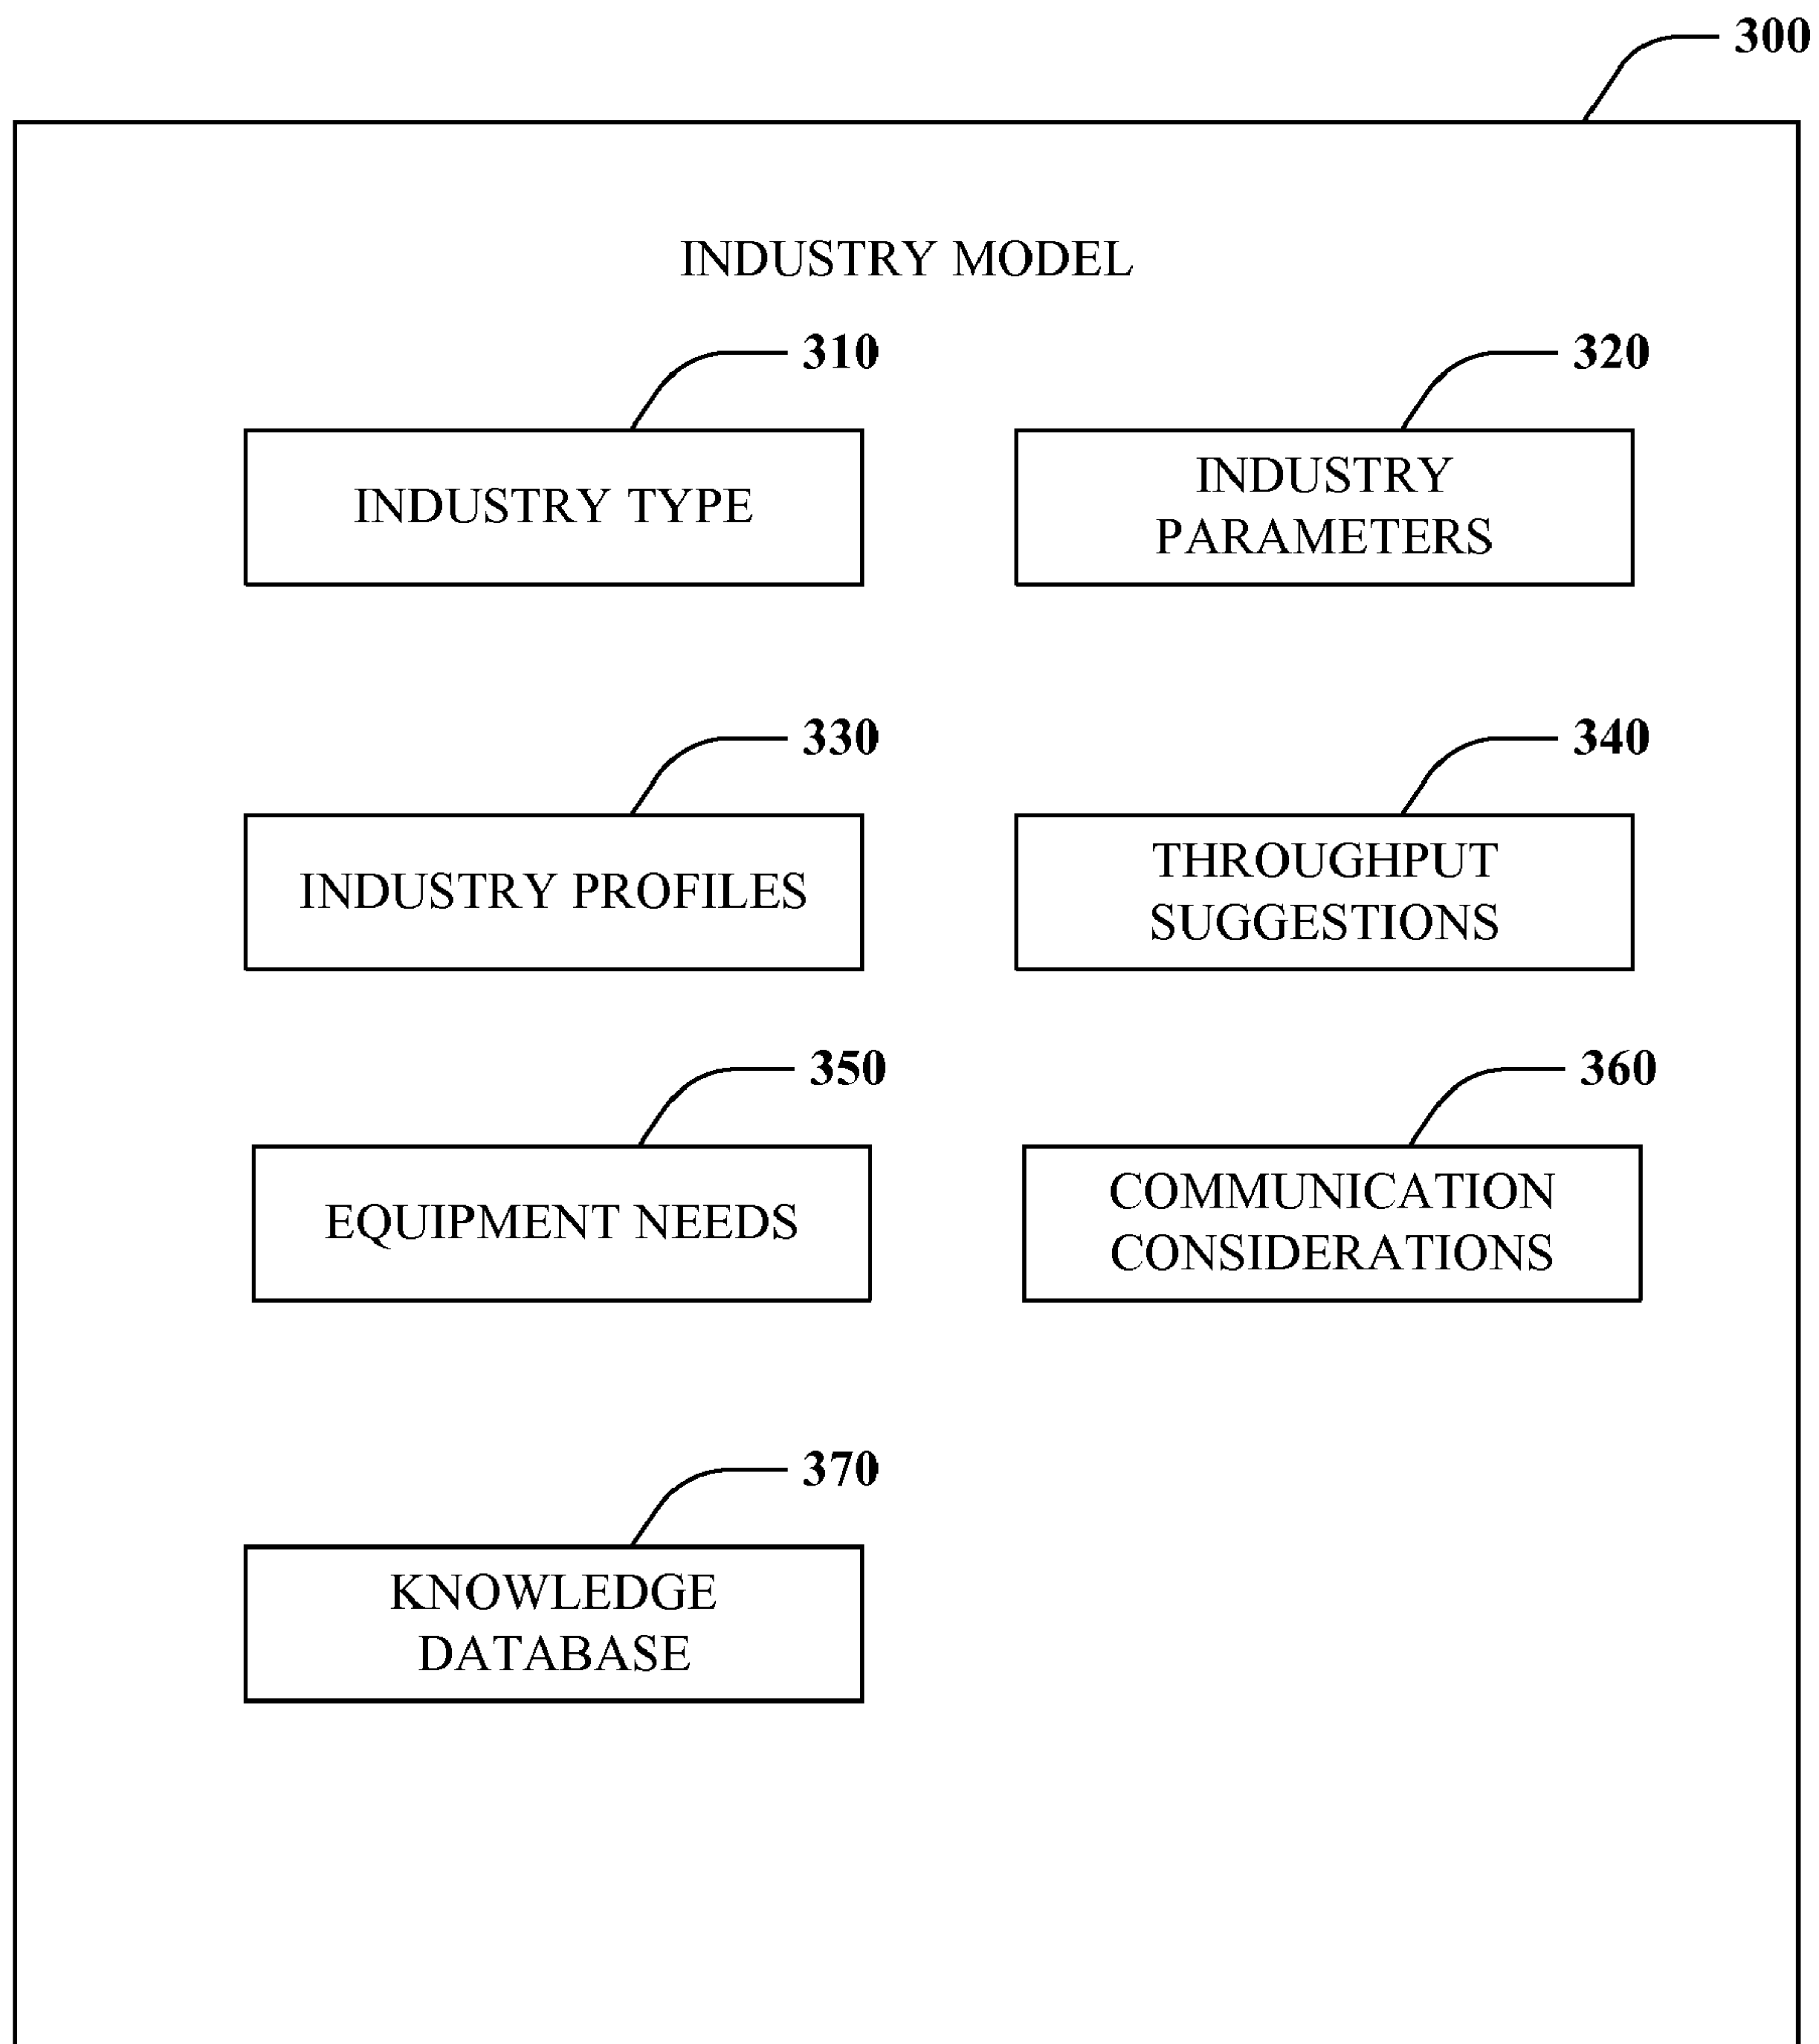 300
INDUSTRY MODEL
310
320
INDUSTRY TYPE
INDUSTRY
PARAMETERS
330
340
INDUSTRY PROFILES
THROUGHPUT
SUGGESTIONS
350
360
EQUIPMENT NEEDS
COMMUNICATION
CONSIDERATIONS
370
KNOWLEDGE
DATABASE